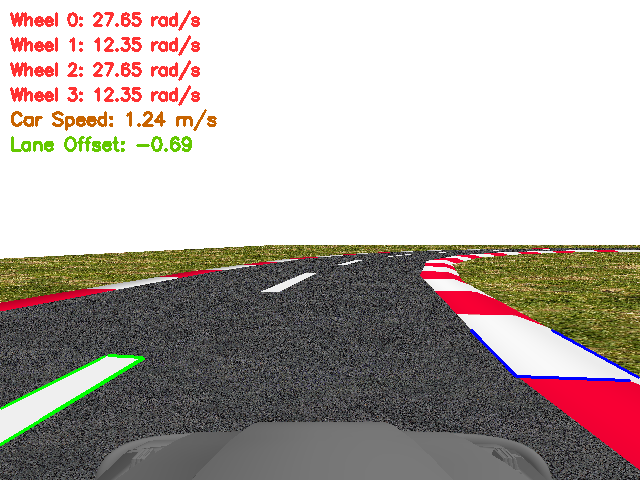 Wheel 0: 27.65 rad/s
Wheel 1: 12.35 rad/s
Wheel 2: 27.65 rad/s
Wheel 3: 12.35 rad/s
Car Speed: 1.24 m/s
Lane Offset: -0.69